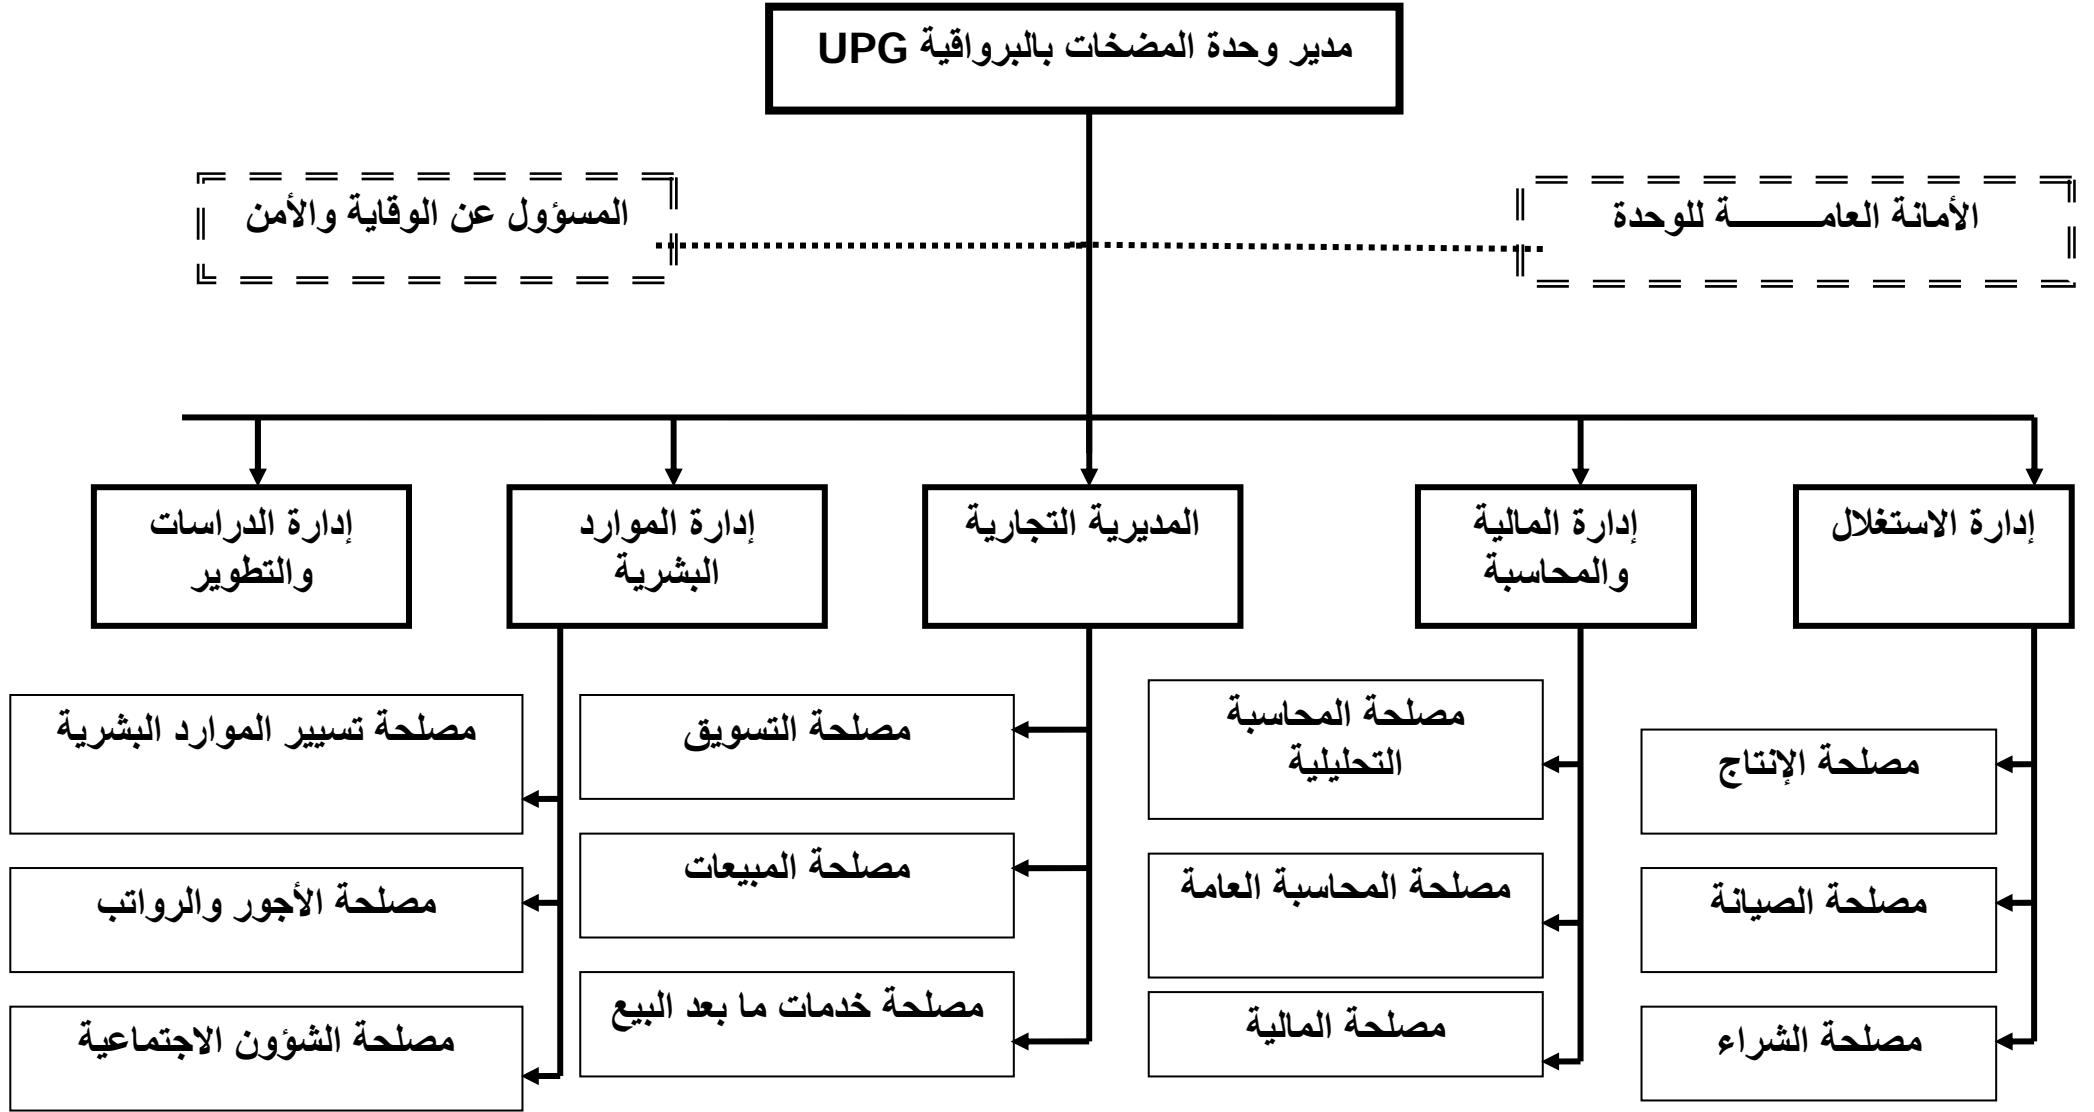 مدير وحدة المضخات بالبرواقية UPG
الأمانة العامـــــــــة للوحدة
المسؤول عن الوقاية والأمن
إدارة الاستغلال
إدارة المالية
والمحاسبة
المديرية التجارية
إدارة الموارد
البشرية
إدارة الدراسات
والتطوير
مصلحة الإنتاج
مصلحة الصيانة
مصلحة الشراء
مصلحة المحاسبة
التحليلية
مصلحة المحاسبة العامة
مصلحة المالية
مصلحة التسويق
مصلحة المبيعات
مصلحة خدمات ما بعد البيع
مصلحة تسيير الموارد البشرية
مصلحة الأجور والرواتب
مصلحة الشؤون الاجتماعية